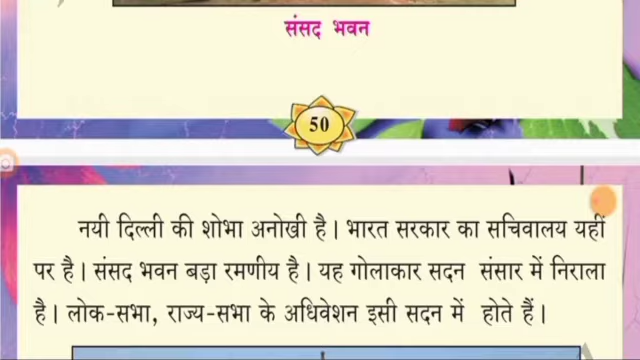 संसद भवन
50
नयी दिल्ली की शोभा अनोखी है। भारत सरकार का सचिवालय यहीं
पर है। संसद भवन बड़ा रमणीय है। यह गोलाकार सदन संसार में निराला
है। लोक-सभा, राज्य-सभा के अधिवेशन इसी सदन में होते हैं।